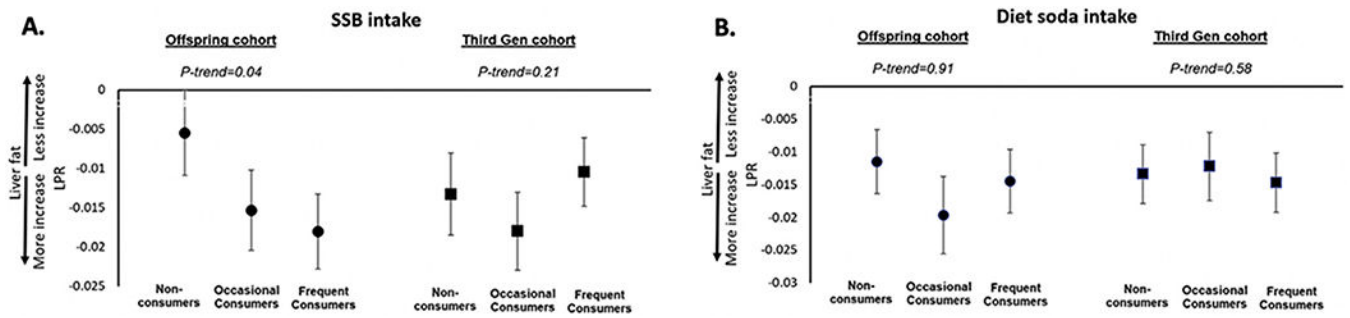 A.
SSB intake
Offspring cohort
Third Gen cohort
P-trend=0.04
P-trend=0.21
Liver fat
More increase Less increase
LPR
0
-0.005
-0.01
-0.015
-0.02
-0.025
Non-
consumers
Occasional
Consumers
Frequent
Consumers
Non-
consumers
Occasional
Consumers
Frequent
Consumers
B.
Diet soda intake
Offspring cohort
Third Gen cohort
P-trend=0.91
P-trend=0.58
Liver fat
More increase Less increase
LPR
0
-0.005
-0.01
-0.015
-0.02
-0.025
-0.03
Non-
consumers
Occasional
Consumers
Frequent
Consumers
Non-
consumers
Occasional
Consumers
Frequent
Consumers